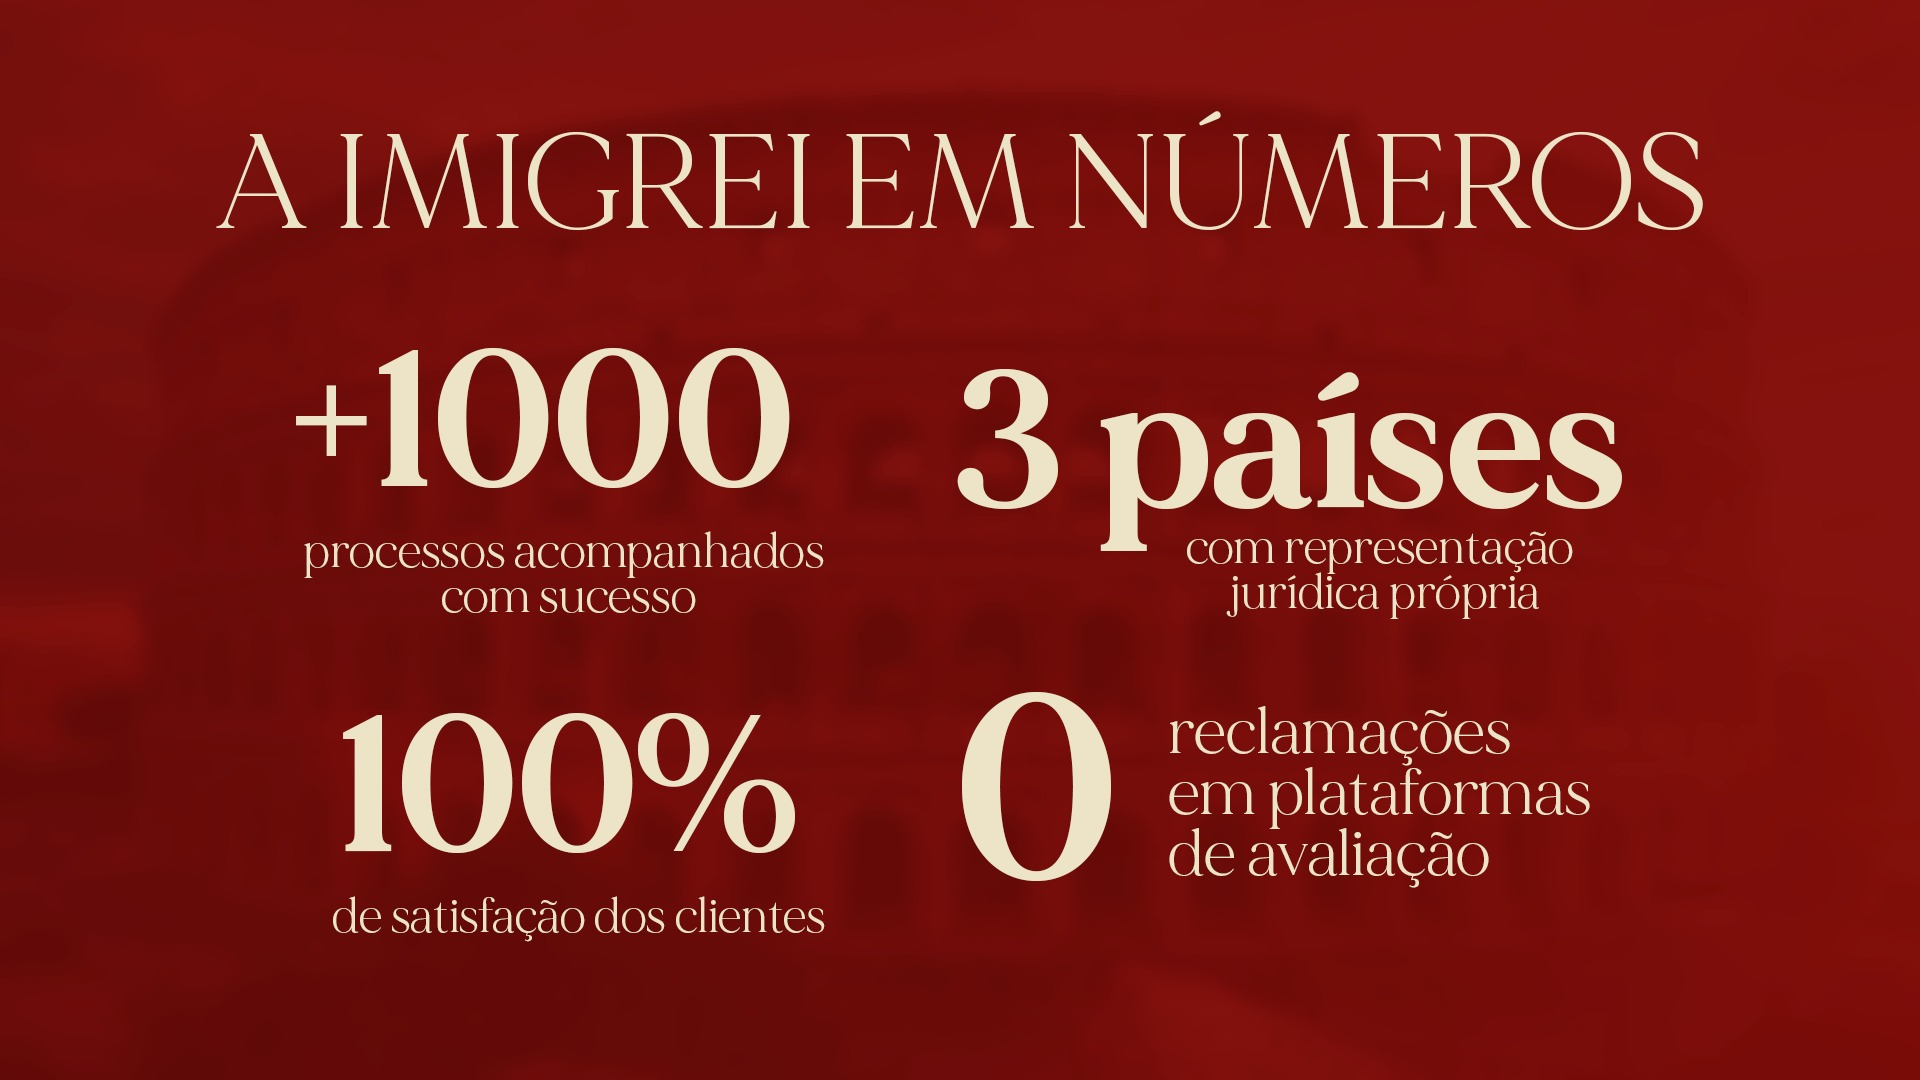 A IMIGREI EM NÚMEROS
+1000
processos acompanhados
com sucesso
3 países
com representação
jurídica própria
100%
de satisfação dos clientes
0
reclamações
em plataformas
de avaliação